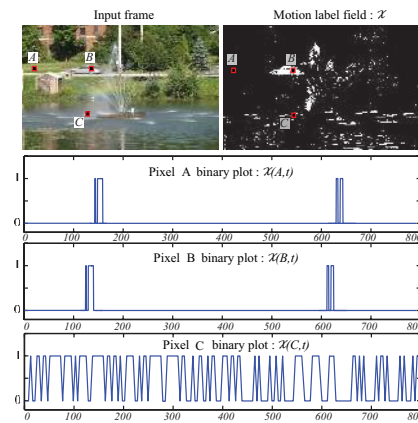 Input frame
Motion label field : 𝒳
A
B
C
A
B
C
Pixel A binary plot : 𝒳(A,t)
1
0
0 100 200 300 400 500 600 700 800
Pixel B binary plot : 𝒳(B,t)
1
0
0 100 200 300 400 500 600 700 800
Pixel C binary plot : 𝒳(C,t)
1
0
0 100 200 300 400 500 600 700 800